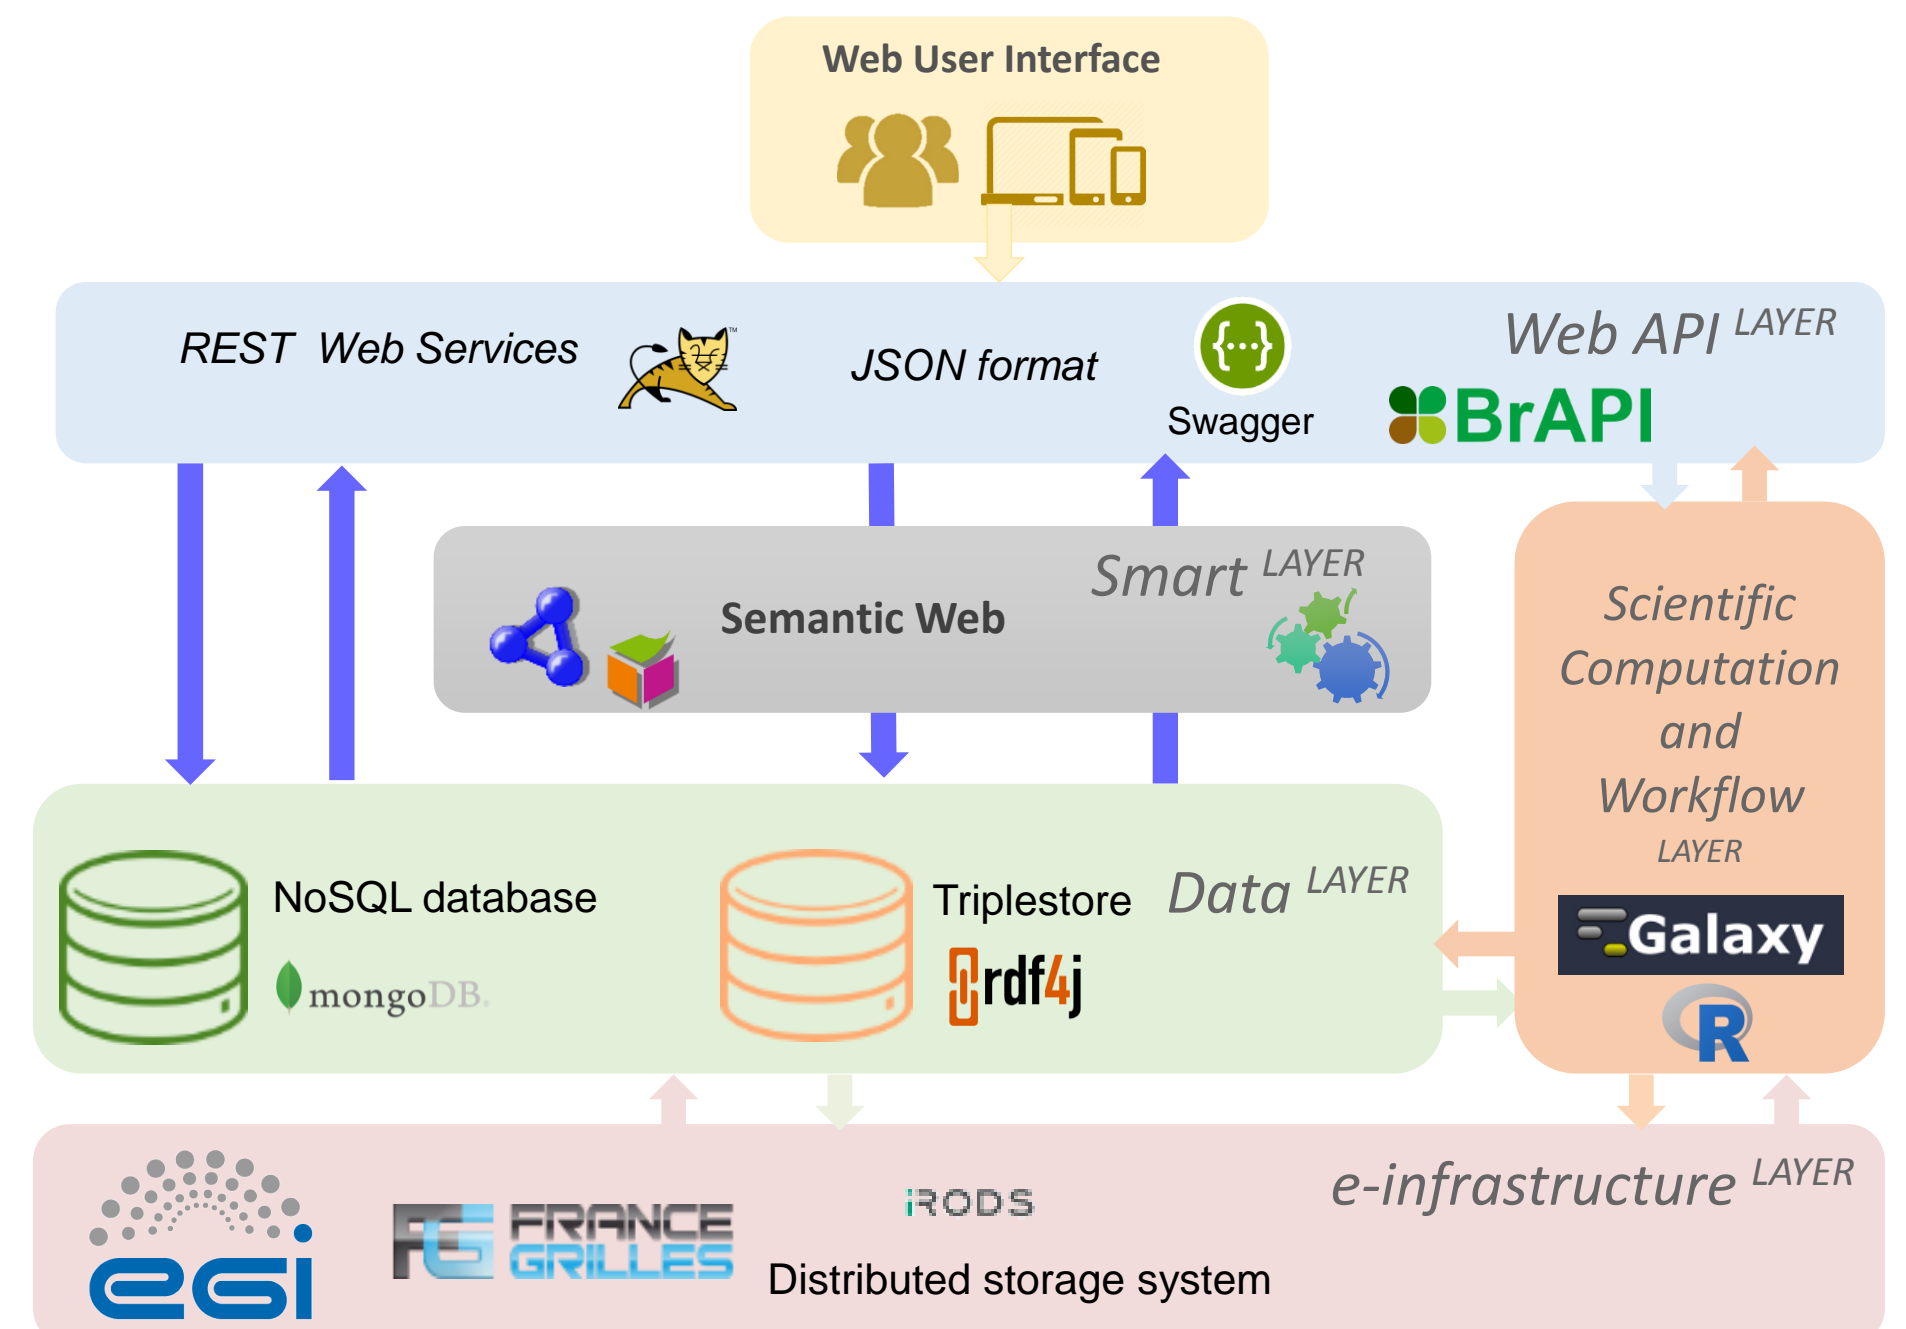 Web User Interface
REST Web Services
TM
JSON format
{...}
Swagger
Web API LAYER
BrAPI
Smart LAYER
Semantic Web
Scientific
Computation
and
Workflow
LAYER
Galaxy
R
NoSQL database
mongoDB.
Triplestore
rdf4j
Data LAYER
e-infrastructure LAYER
egi
FG FRANCE
GRILLES
iRODS
Distributed storage system